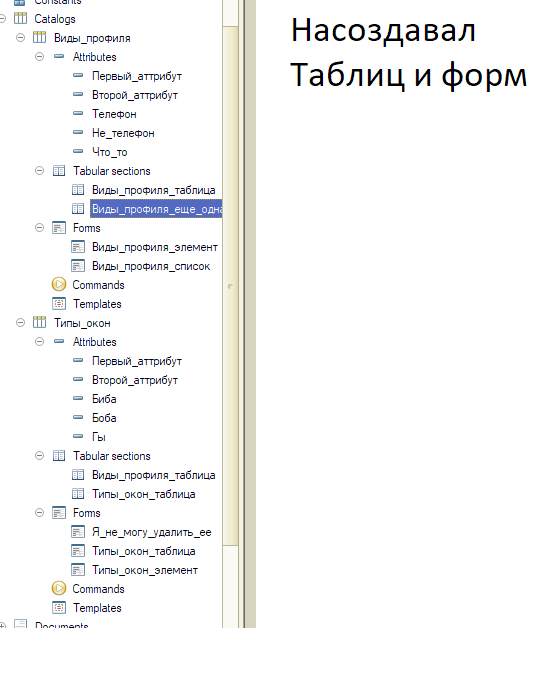 Constants
Catalogs
Виды_профиля
Attributes
Первый_аттрибут
Второй_аттрибут
Телефон
Не_телефон
Что_то
Tabular sections
Виды_профиля_таблица
Виды_профиля_еще_одна
Forms
Виды_профиля_элемент
Виды_профиля_список
Commands
Templates
Типы_окон
Attributes
Первый_аттрибут
Второй_аттрибут
Биба
Боба
Гы
Tabular sections
Виды_профиля_таблица
Типы_окон_таблица
Forms
Я_не_могу_удалить_ее
Типы_окон_таблица
Типы_окон_элемент
Commands
Templates
Documents
Насоздавал
Таблиц и форм